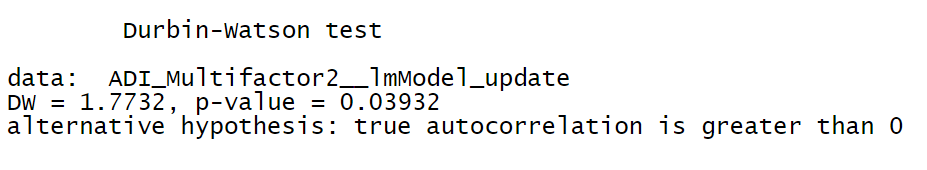 Durbin-Watson test
data:  ADI_Multifactor2__lmModel_update
DW = 1.7732, p-value = 0.03932
alternative hypothesis: true autocorrelation is greater than 0